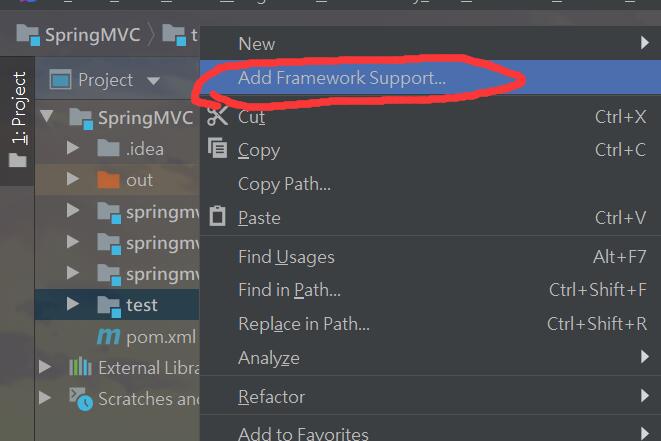 SpringMVC
New
Add Framework Support...
1: Project
Project
SpringMVC
Cut Ctrl+X
.idea
Copy Ctrl+C
out
Copy Path...
springmv
Paste Ctrl+V
springmv
Find Usages Alt+F7
springmv
Find in Path... Ctrl+Shift+F
test
Replace in Path... Ctrl+Shift+R
pom.xml
Analyze
External Libra
Scratches and
Refactor
Add to Favorites